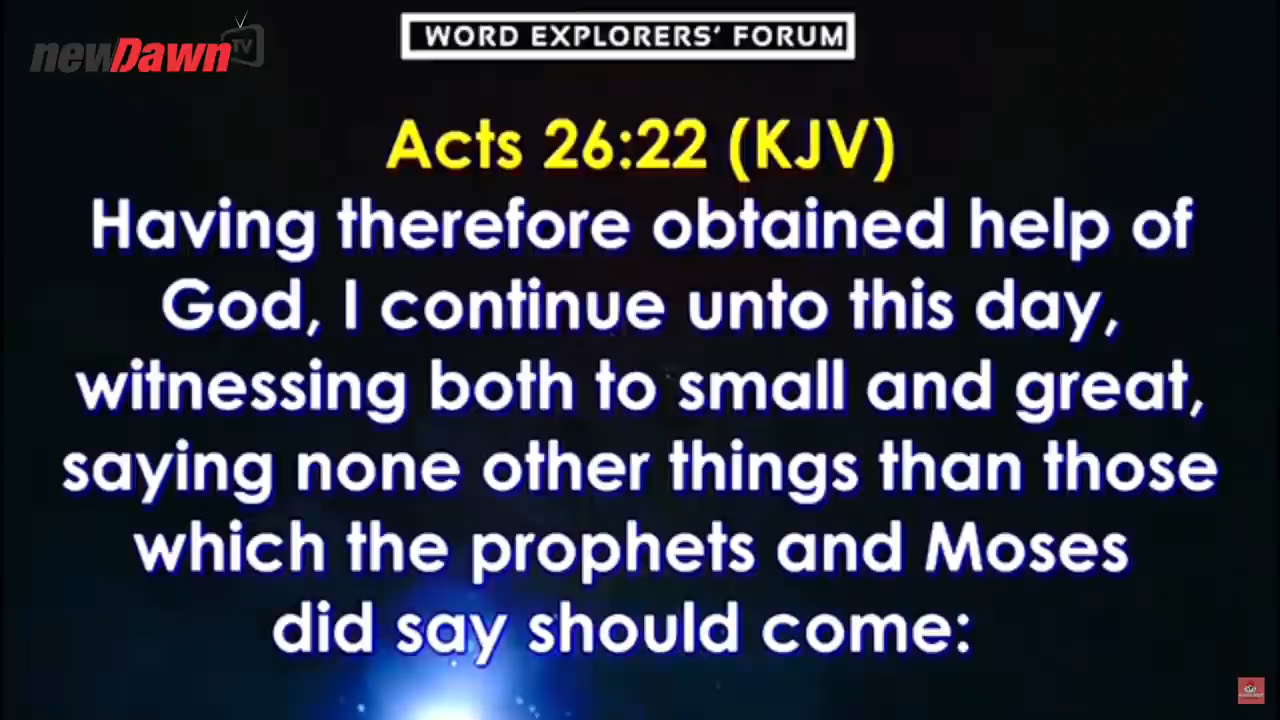 newDawn TV
WORD EXPLORERS' FORUM
Acts 26:22 (KJV)
Having therefore obtained help of
God, I continue unto this day,
witnessing both to small and great,
saying none other things than those
which the prophets and Moses
did say should come: